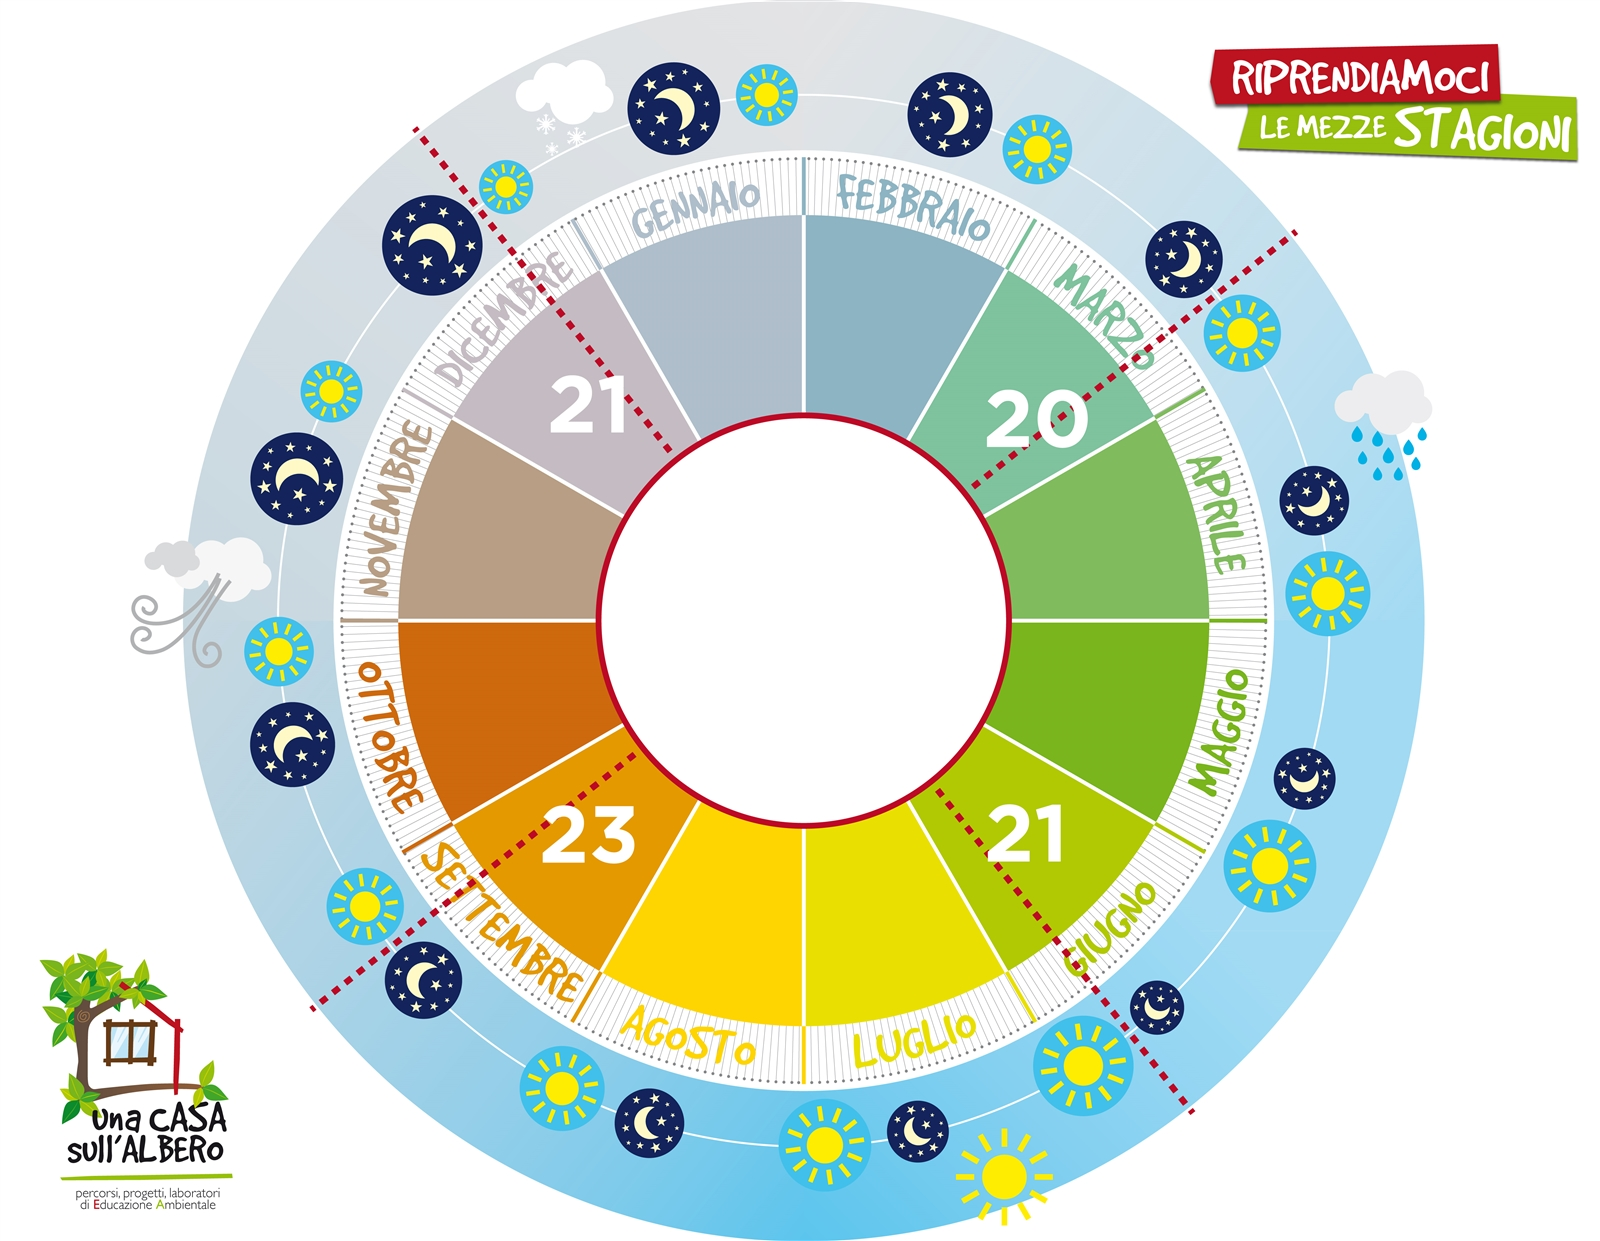 RIPRENDIAMOCI
LE MEZZE STAGIONI
GENNAIO
FEBBRAIO
MARZO
APRILE
MAGGIO
GIUGNO
LUGLIO
AGOSTO
SETTEMBRE
OTTOBRE
NOVEMBRE
DICEMBRE
21
20
21
23
una CASA
sull'ALBERO
percorsi, progetti, laboratori
di Educazione Ambientale